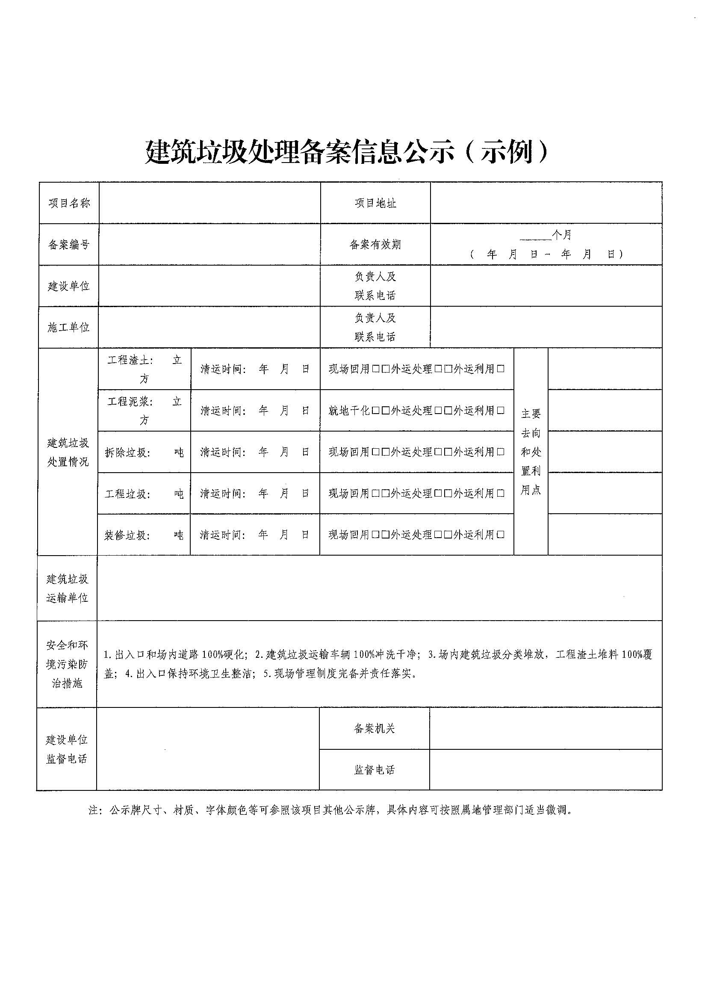 建筑垃圾处理备案信息公示（示例）
项目名称
项目地址
备案编号
备案有效期
______个月
（ 年 月 日- 年 月 日）
建设单位
负责人及
联系电话
施工单位
负责人及
联系电话
建筑垃圾
处置情况
工程渣土： 立
方
清运时间： 年 月 日
现场回用□□外运处理□□外运利用□
工程泥浆： 立
方
清运时间： 年 月 日
就地干化□□外运处理□□外运利用□
拆除垃圾： 吨
清运时间： 年 月 日
现场回用□□外运处理□□外运利用□
工程垃圾： 吨
清运时间： 年 月 日
现场回用□□外运处理□□外运利用□
装修垃圾： 吨
清运时间： 年 月 日
现场回用□□外运处理□□外运利用□
主要
去向
和处
置利
用点
建筑垃圾
运输单位
安全和环
境污染防
治措施
1.出入口和场内道路100%硬化；2.建筑垃圾运输车辆100%冲洗干净；3.场内建筑垃圾分类堆放，工程渣土堆料100%覆
盖；4.出入口保持环境卫生整洁；5.现场管理制度完备并责任落实。
建设单位
监督电话
备案机关
监督电话
注：公示牌尺寸、材质、字体颜色等可参照该项目其他公示牌，具体内容可按照属地管理部门适当微调。